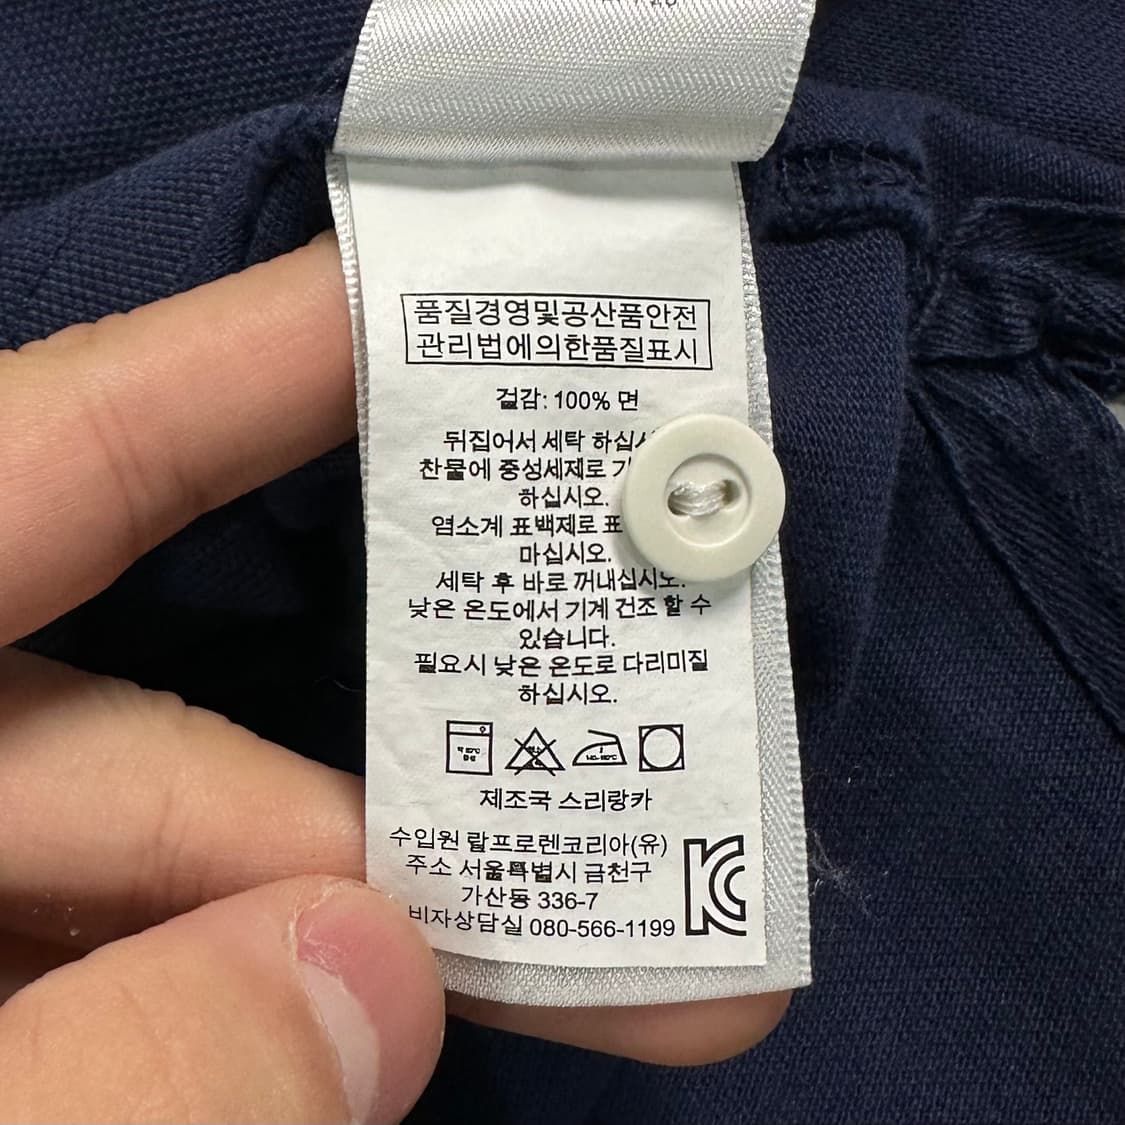 품질경영및공산품안전
관리법에의한품질표시
겉감: 100% 면
뒤집어서 세탁
찬물에 중성세제로
하십시오.
염소계 표백제로
마십시오.
세탁 후 바로 꺼내십시오.
낮은 온도에서 기계 건조 할 수
있습니다.
필요시 낮은 온도로 다리미질
하십시오.
제조국 스리랑카
수입원 랄프로렌코리아(유)
주소 서울특별시 금천구
가산동 336-7
비자상담실 080-566-1199